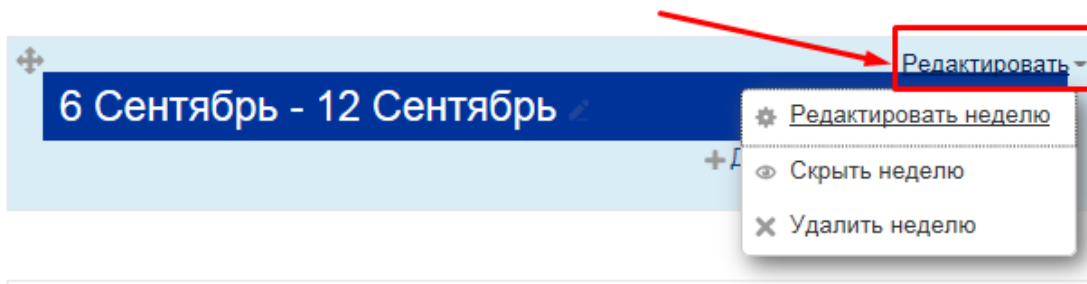 Редактировать
6 Сентябрь - 12 Сентябрь
Редактировать неделю
Скрыть неделю
Удалить неделю